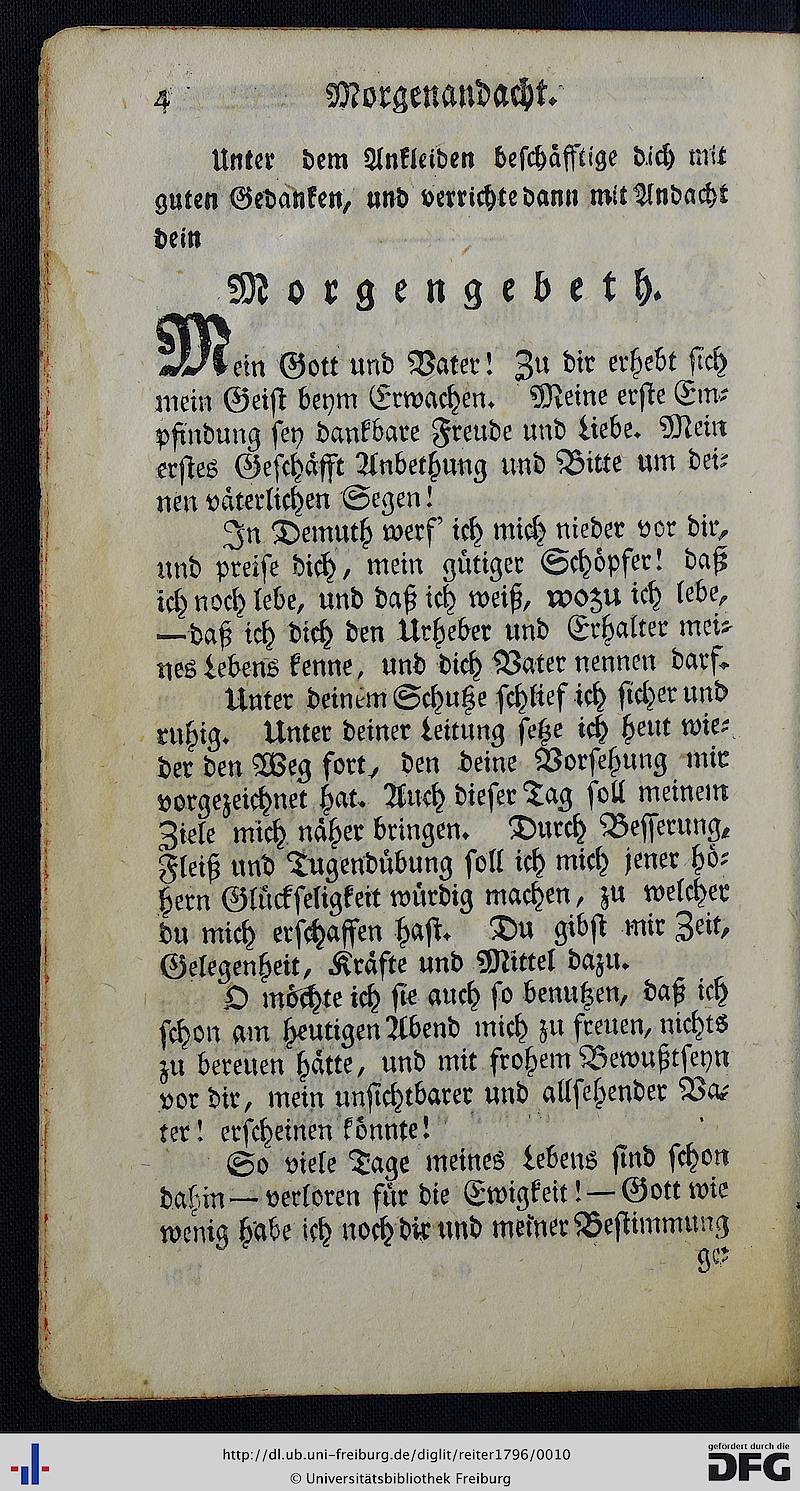 4 Morgenandacht.
Unter dem Ankleiden beschäfftige dich mit
guten Gedanken, und verrichte dann mit Andacht
dein
Morgengebeth.
Mein Gott und Vater! Zu dir erhebt sich
mein Geist beym Erwachen. Meine erste Em⸗
pfindung sey dankbare Freude und Liebe. Mein
erstes Geschäfft Anbethung und Bitte um dei⸗
nen väterlichen Segen!
In Demuth werf' ich mich nieder vor dir,
und preise dich, mein gütiger Schöpfer! daß
ich noch lebe, und daß ich weiß, wozu ich lebe,
—daß ich dich den Urheber und Erhalter mei⸗
nes Lebens kenne, und dich Vater nennen darf.
Unter deinem Schutze schlief ich sicher und
ruhig. Unter deiner Leitung setze ich heut wie⸗
der den Weg fort, den deine Vorsehung mir
vorgezeichnet hat. Auch dieser Tag soll meinem
Ziele mich näher bringen. Durch Besserung,
Fleiß und Tugendübung soll ich mich jener hö⸗
hern Glückseligkeit würdig machen, zu welcher
du mich erschaffen hast. Du gibst mir Zeit,
Gelegenheit, Kräfte und Mittel dazu.
O möchte ich sie auch so benutzen, daß ich
schon am heutigen Abend mich zu freuen, nichts
zu bereuen hätte, und mit frohem Bewußtseyn
vor dir, mein unsichtbarer und allsehender Va⸗
ter! erscheinen könnte!
So viele Tage meines Lebens sind schon
dahin — verloren für die Ewigkeit! — Gott wie
wenig habe ich noch dir und meiner Bestimmung
ge⸗
http://dl.ub.uni-freiburg.de/diglit/reiter1796/0010
© Universitätsbibliothek Freiburg
gefördert durch die
DFG